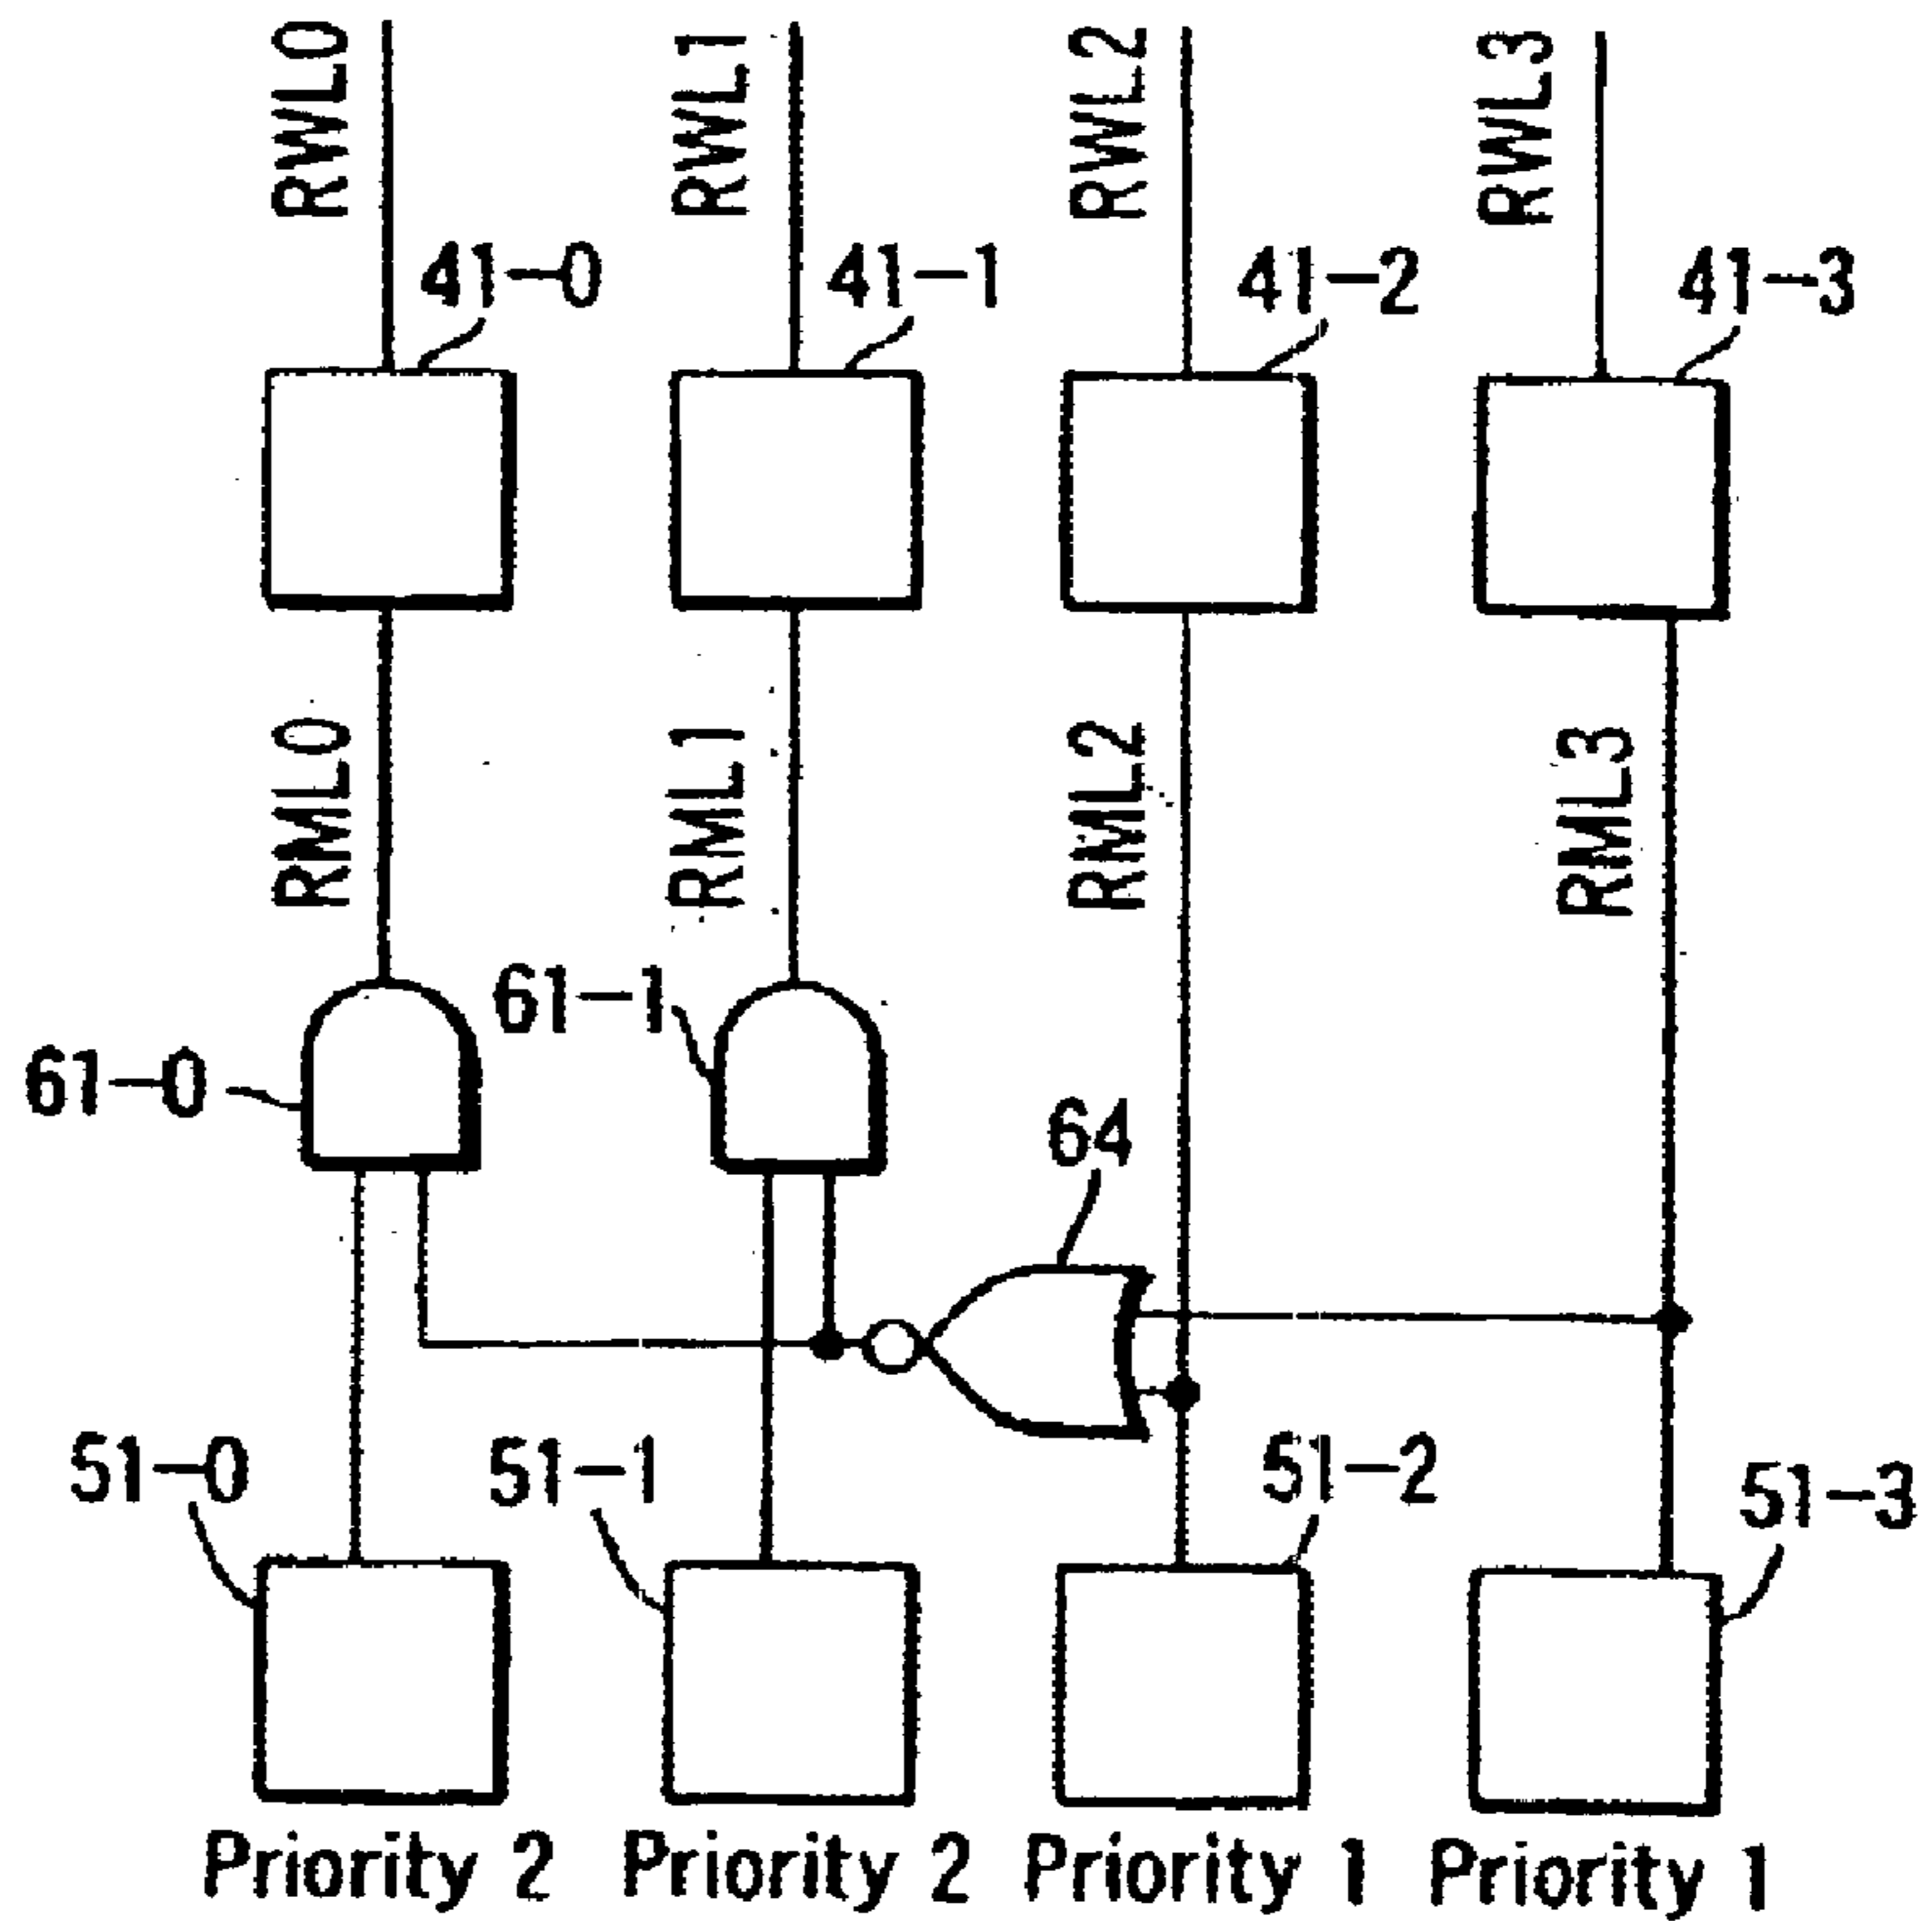 RWL0
RWL1
RWL2
RWL3
41-0
41-1
41-2
41-3
RML0
RML1
RML2
RML3
61-0
61-1
64
51-0
51-1
51-2
51-3
Priority 2
Priority 2
Priority 1
Priority 1